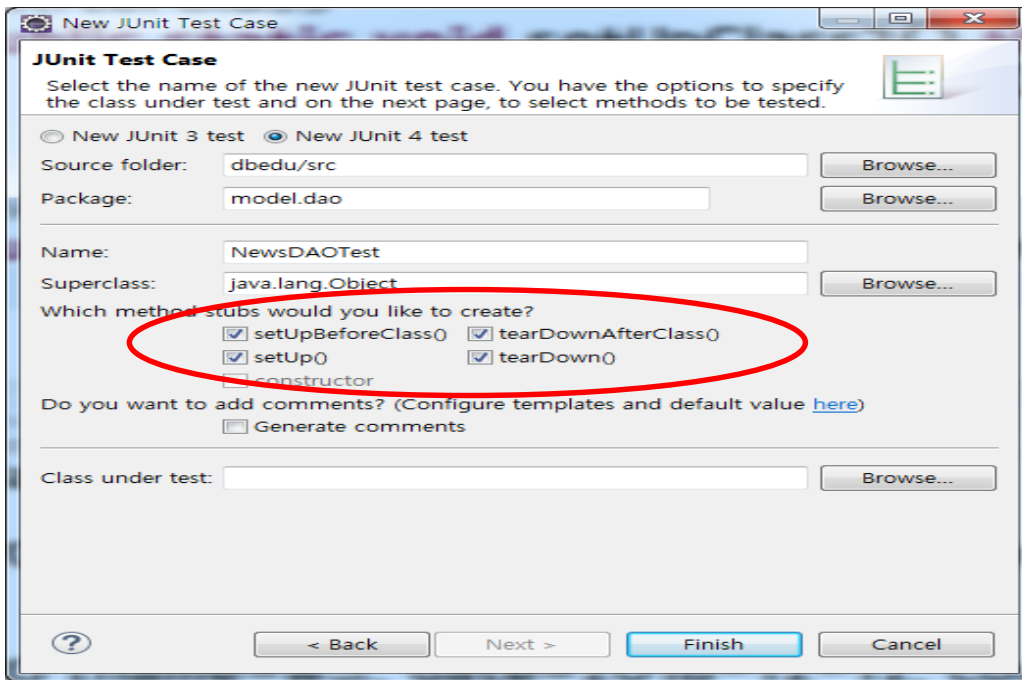 New JUnit Test Case
JUnit Test Case
Select the name of the new JUnit test case. You have the options to specify
the class under test and on the next page, to select methods to be tested.
New JUnit 3 test New JUnit 4 test
Source folder: dbedu/src Browse...
Package: model.dao Browse...
Name: NewsDAOTest
Superclass: java.lang.Object Browse...
Which method stubs would you like to create?
setUpBeforeClass() tearDownAfterClass()
setUp() tearDown()
constructor
Do you want to add comments? (Configure templates and default value here)
Generate comments
Class under test: Browse...
? < Back Next > Finish Cancel